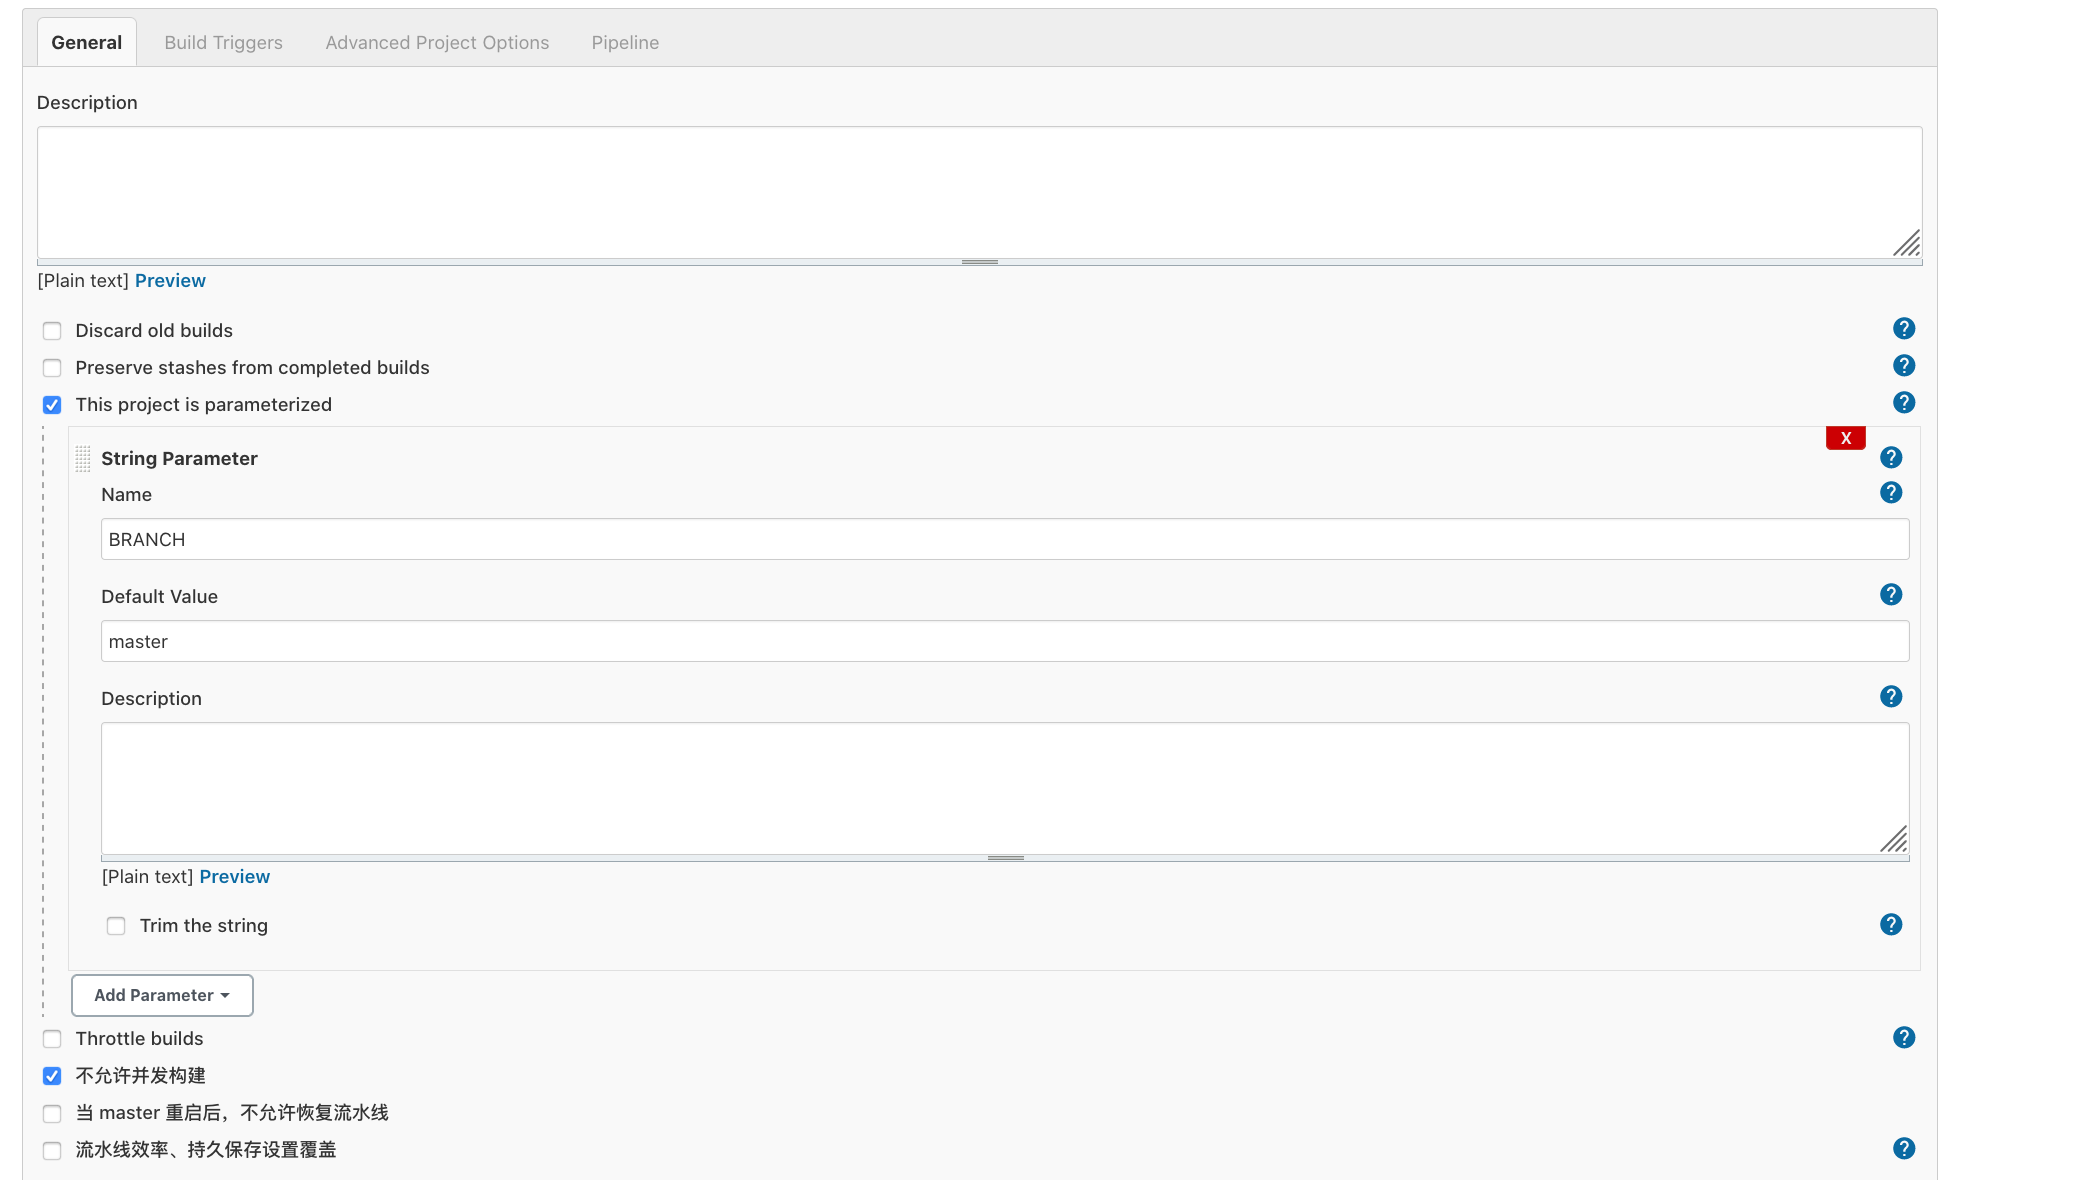 General Build Triggers Advanced Project Options Pipeline
Description
[Plain text] Preview
Discard old builds
Preserve stashes from completed builds
This project is parameterized
X
String Parameter
Name
BRANCH
Default Value
master
Description
[Plain text] Preview
Trim the string
Add Parameter
Throttle builds
不允许并发构建
当 master 重启后，不允许恢复流水线
流水线效率、持久保存设置覆盖